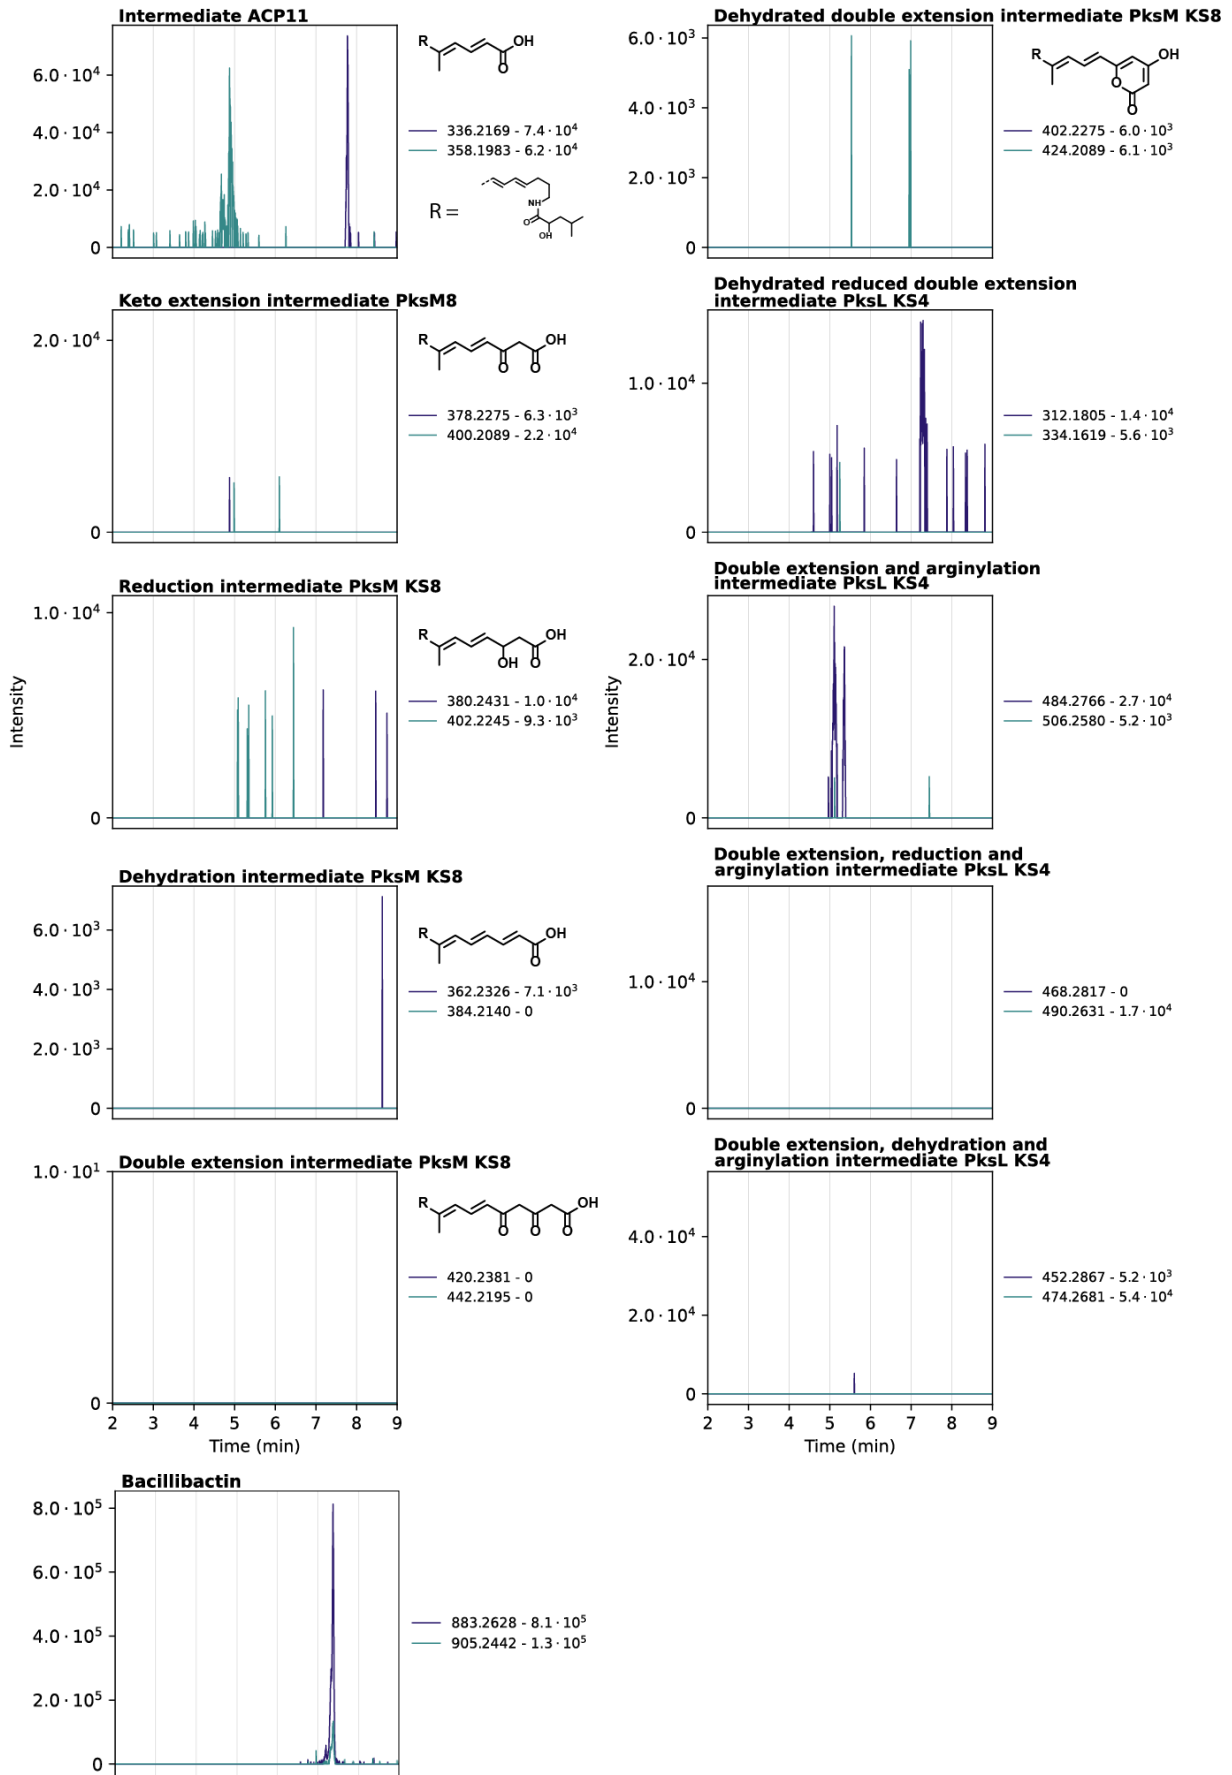 Intermediate ACP11
6.0 · 10⁴
4.0 · 10⁴
2.0 · 10⁴
0
R
OH
O
336.2169 - 7.4 · 10⁴
358.1983 - 6.2 · 10⁴
R =
NH
O
OH
Dehydrated double extension intermediate PksM KS8
6.0 · 10³
4.0 · 10³
2.0 · 10³
0
R
OH
O
O
402.2275 - 6.0 · 10³
424.2089 - 6.1 · 10³
Keto extension intermediate PksM8
2.0 · 10⁴
0
R
OH
O
O
378.2275 - 6.3 · 10³
400.2089 - 2.2 · 10⁴
Dehydrated reduced double extension
intermediate PksL KS4
1.0 · 10⁴
0
312.1805 - 1.4 · 10⁴
334.1619 - 5.6 · 10³
Reduction intermediate PksM KS8
1.0 · 10⁴
0
R
OH
OH
O
380.2431 - 1.0 · 10⁴
402.2245 - 9.3 · 10³
Intensity
Double extension and arginylation
intermediate PksL KS4
2.0 · 10⁴
0
484.2766 - 2.7 · 10⁴
506.2580 - 5.2 · 10³
Intensity
Dehydration intermediate PksM KS8
6.0 · 10³
4.0 · 10³
2.0 · 10³
0
R
OH
O
362.2326 - 7.1 · 10³
384.2140 - 0
Double extension, reduction and
arginylation intermediate PksL KS4
1.0 · 10⁴
0
468.2817 - 0
490.2631 - 1.7 · 10⁴
Double extension intermediate PksM KS8
1.0 · 10¹
0
R
OH
O
O
O
420.2381 - 0
442.2195 - 0
2 3 4 5 6 7 8 9
Time (min)
Double extension, dehydration and
arginylation intermediate PksL KS4
4.0 · 10⁴
2.0 · 10⁴
0
452.2867 - 5.2 · 10³
474.2681 - 5.4 · 10⁴
2 3 4 5 6 7 8 9
Time (min)
Bacillibactin
8.0 · 10⁵
6.0 · 10⁵
4.0 · 10⁵
2.0 · 10⁵
0
883.2628 - 8.1 · 10⁵
905.2442 - 1.3 · 10⁵